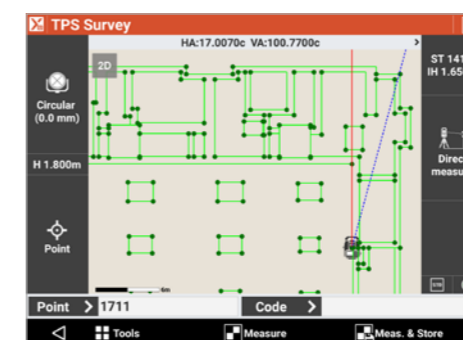 TPS Survey
HA:17.0070c VA:100.7700c
2D
ST 141
IH 1.65
Circular
(0.0 mm)
H 1.800m
Direc
measu
Point
6m
Point
1711
Code
Tools
Measure
Meas. & Store